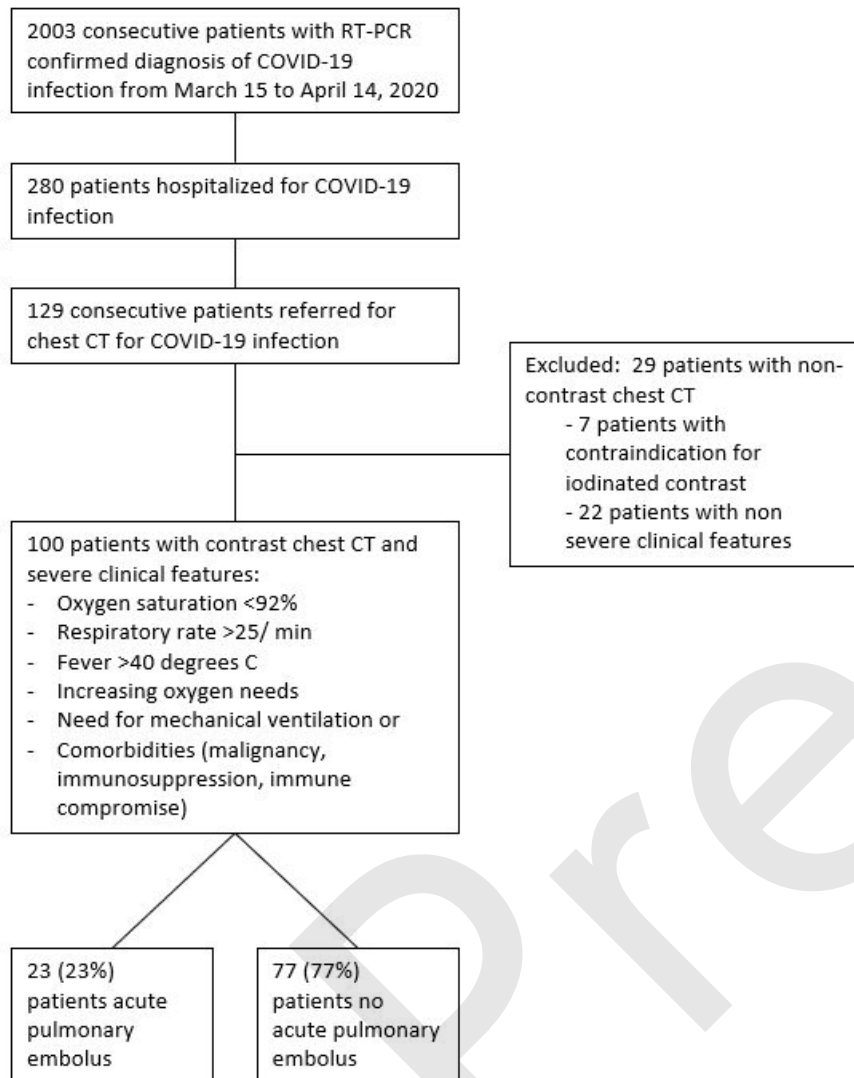 2003 consecutive patients with RT-PCR
confirmed diagnosis of COVID-19
infection from March 15 to April 14, 2020
280 patients hospitalized for COVID-19
infection
129 consecutive patients referred for
chest CT for COVID-19 infection
Excluded: 29 patients with non-
contrast chest CT
- 7 patients with
contraindication for
iodinated contrast
- 22 patients with non
severe clinical features
100 patients with contrast chest CT and
severe clinical features:
- Oxygen saturation <92%
- Respiratory rate >25/ min
- Fever >40 degrees C
- Increasing oxygen needs
- Need for mechanical ventilation or
- Comorbidities (malignancy,
immunosuppression, immune
compromise)
23 (23%)
patients acute
pulmonary
embolus
77 (77%)
patients no
acute pulmonary
embolus
Pre